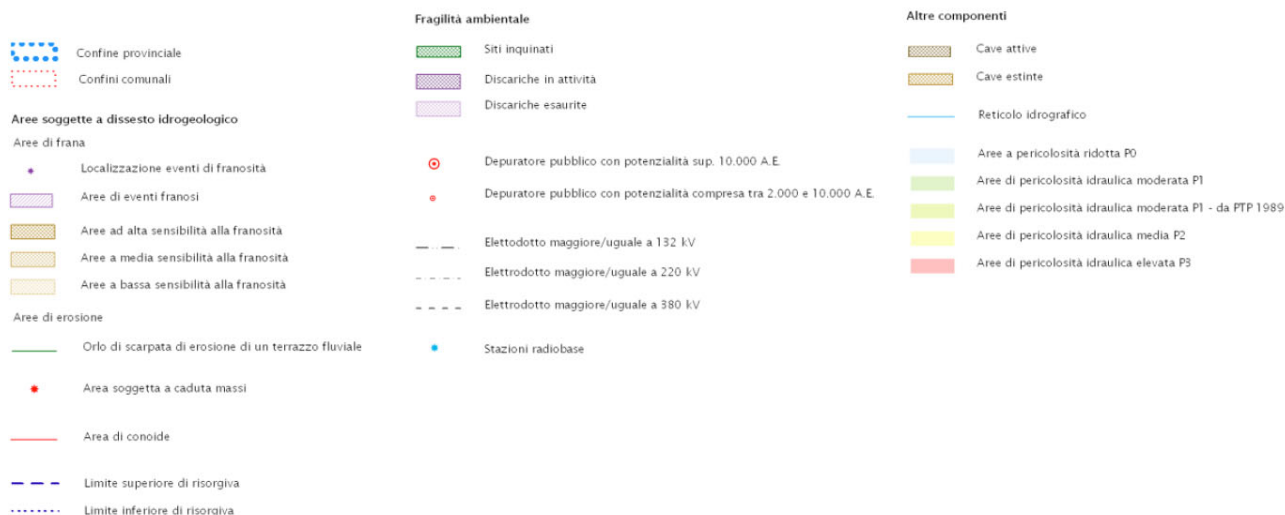 Confine provinciale
Confini comunali
Aree soggette a dissesto idrogeologico
Aree di frana
Localizzazione eventi di franosità
Aree di eventi franosi
Aree ad alta sensibilità alla franosità
Aree a media sensibilità alla franosità
Aree a bassa sensibilità alla franosità
Aree di erosione
Orlo di scarpata di erosione di un terrazzo fluviale
Area soggetta a caduta massi
Area di conoide
Limite superiore di risorgiva
Limite inferiore di risorgiva
Fragilità ambientale
Siti inquinati
Discariche in attività
Discariche esaurite
Depuratore pubblico con potenzialità sup. 10.000 A.E.
Depuratore pubblico con potenzialità compresa tra 2.000 e 10.000 A.E.
Elettodotto maggiore/uguale a 132 kV
Elettrodotto maggiore/uguale a 220 kV
Elettrodotto maggiore/uguale a 380 kV
Stazioni radiobase
Altre componenti
Cave attive
Cave estinte
Reticolo idrografico
Aree a pericolosità ridotta P0
Aree di pericolosità idraulica moderata P1
Aree di pericolosità idraulica moderata P1 - da PTP 1989
Aree di pericolosità idraulica media P2
Aree di pericolosità idraulica elevata P3